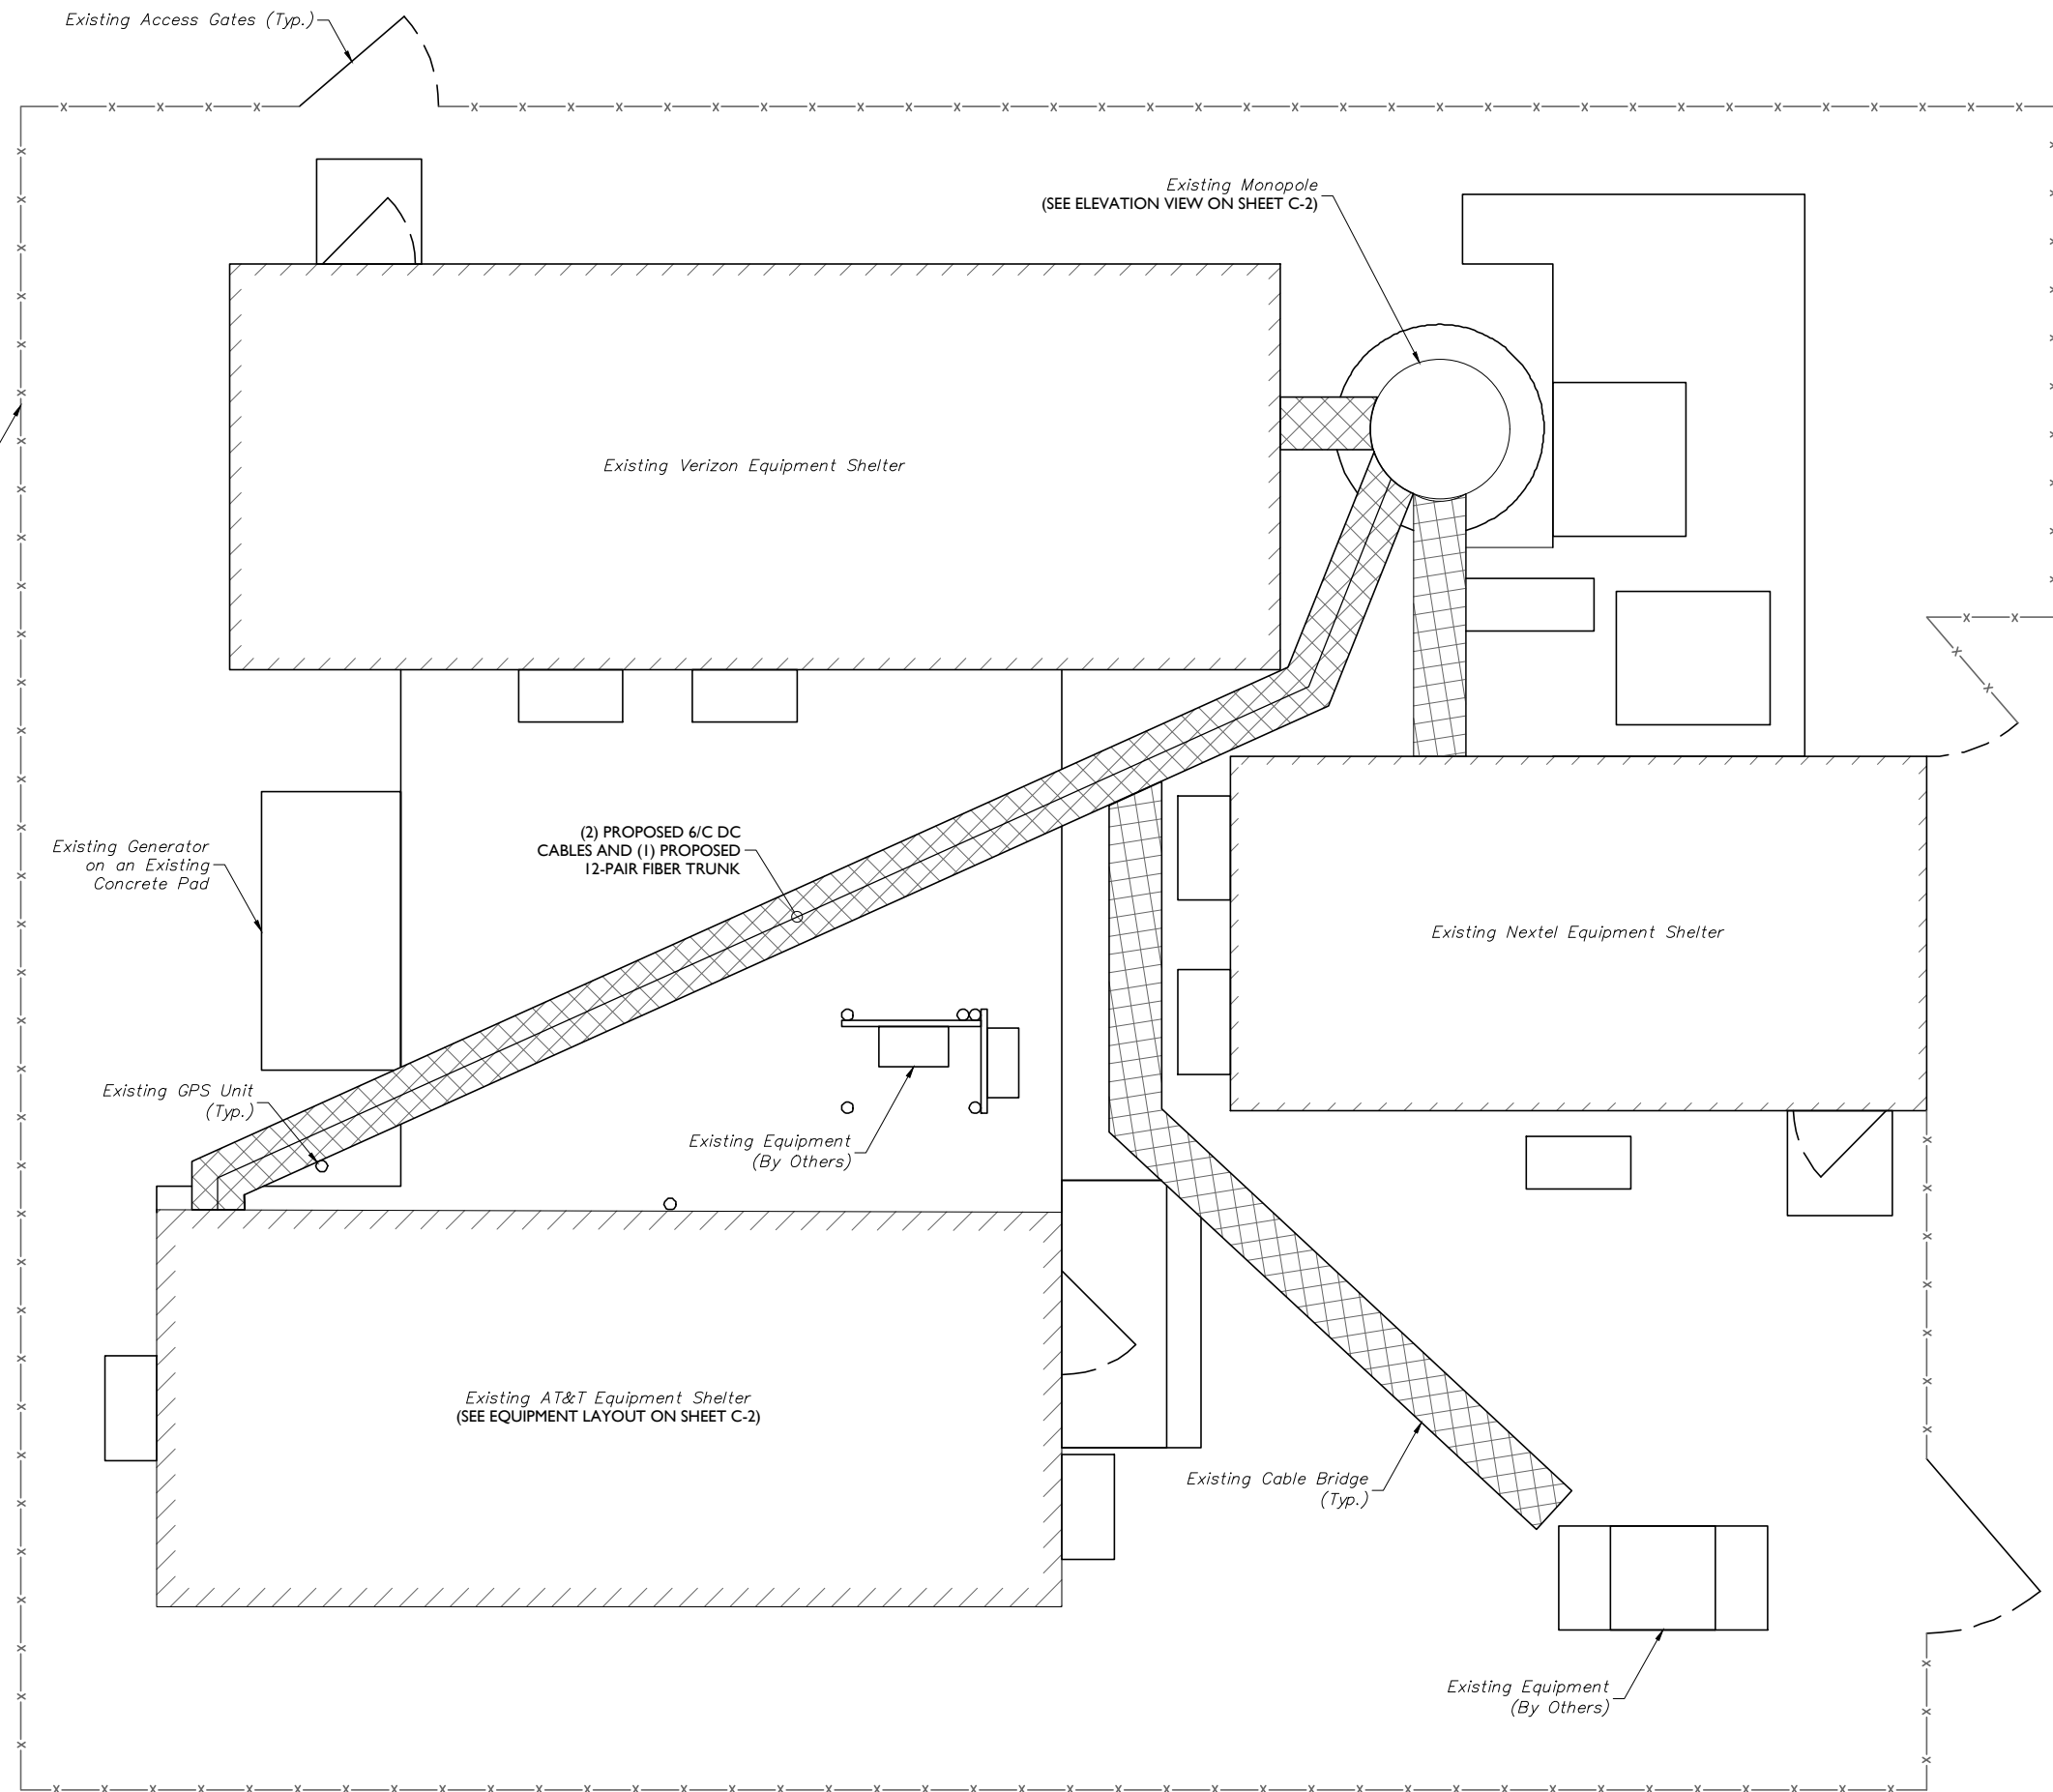 Existing Access Gates (Typ.)
Existing Monopole
(SEE ELEVATION VIEW ON SHEET C-2)
Existing Verizon Equipment Shelter
(2) PROPOSED 6/C DC
CABLES AND (1) PROPOSED
12-PAIR FIBER TRUNK
Existing Generator
on an Existing
Concrete Pad
Existing Nextel Equipment Shelter
Existing GPS Unit
(Typ.)
Existing Equipment
(By Others)
Existing AT&T Equipment Shelter
(SEE EQUIPMENT LAYOUT ON SHEET C-2)
Existing Cable Bridge
(Typ.)
Existing Equipment
(By Others)